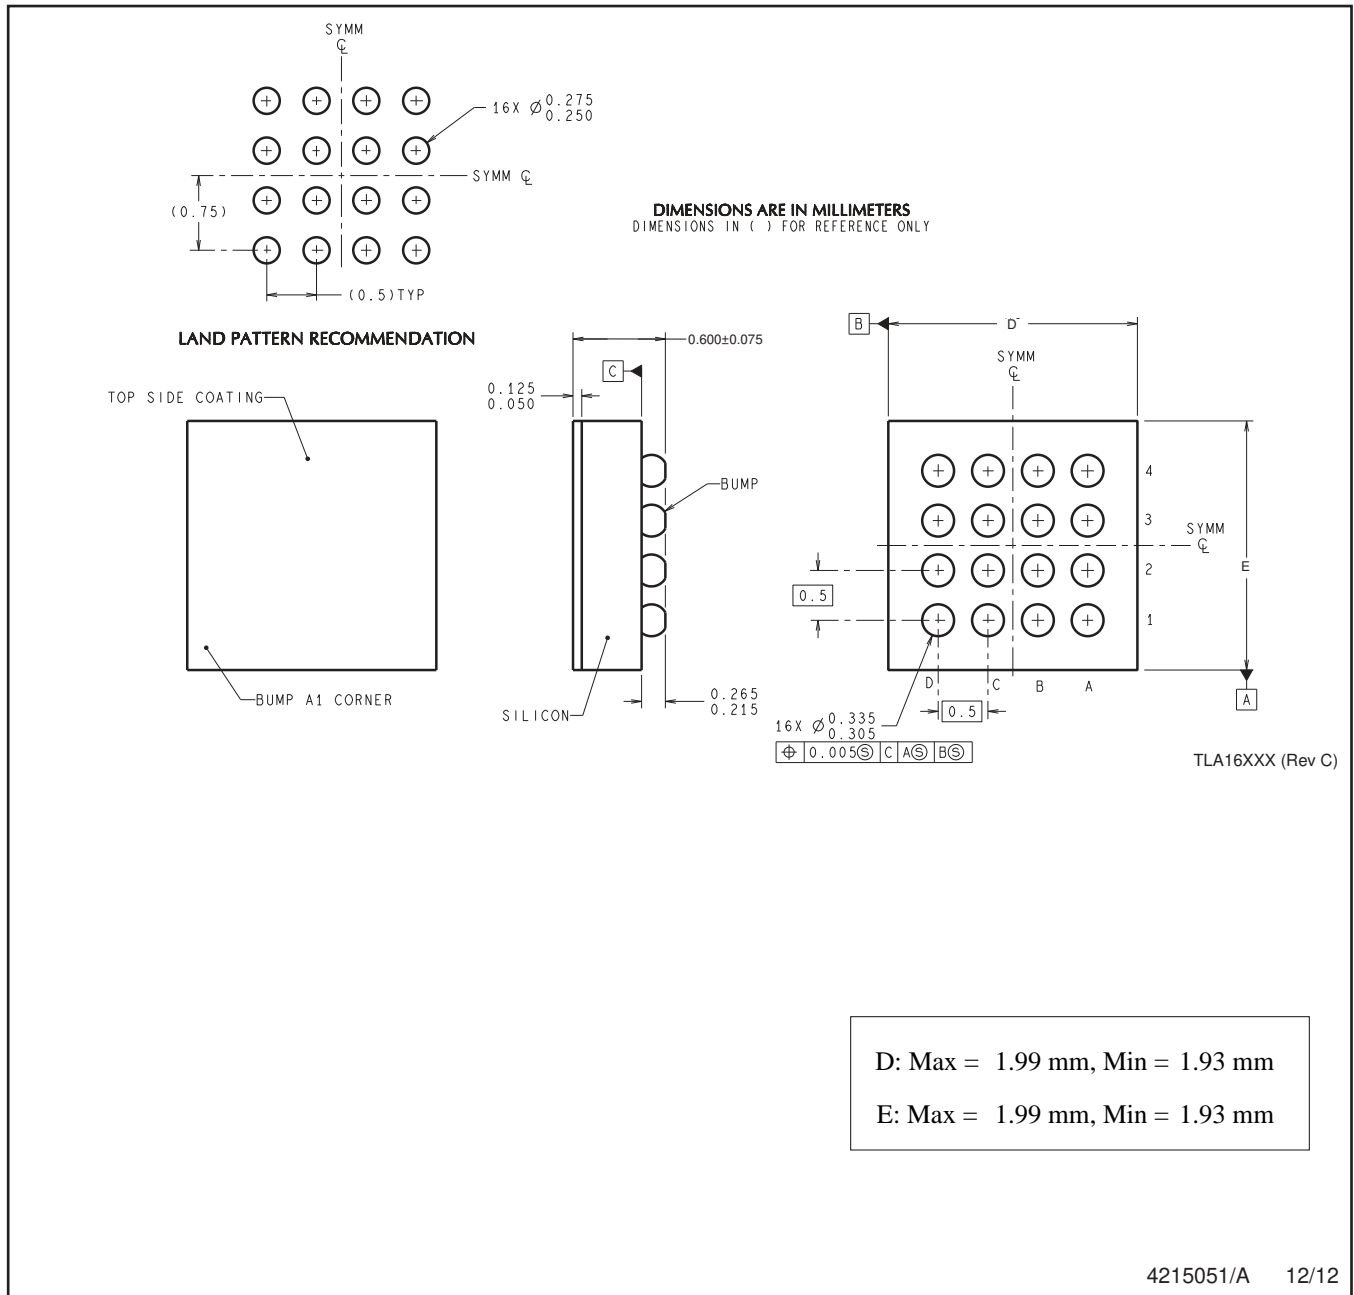 SYMM
℄
16X Ø 0.275
0.250
SYMM ℄
(0.75)
(0.5)TYP
DIMENSIONS ARE IN MILLIMETERS
DIMENSIONS IN ( ) FOR REFERENCE ONLY
LAND PATTERN RECOMMENDATION
TOP SIDE COATING
BUMP A1 CORNER
0.600±0.075
C
0.125
0.050
BUMP
SILICON
0.265
0.215
B
D
SYMM
℄
4
3
SYMM
℄
2
E
0.5
1
D C B A
0.5
A
16X Ø 0.335
0.305
⌖ 0.005Ⓢ C AⓈ BⓈ
TLA16XXX (Rev C)
D: Max = 1.99 mm, Min = 1.93 mm
E: Max = 1.99 mm, Min = 1.93 mm
4215051/A 12/12